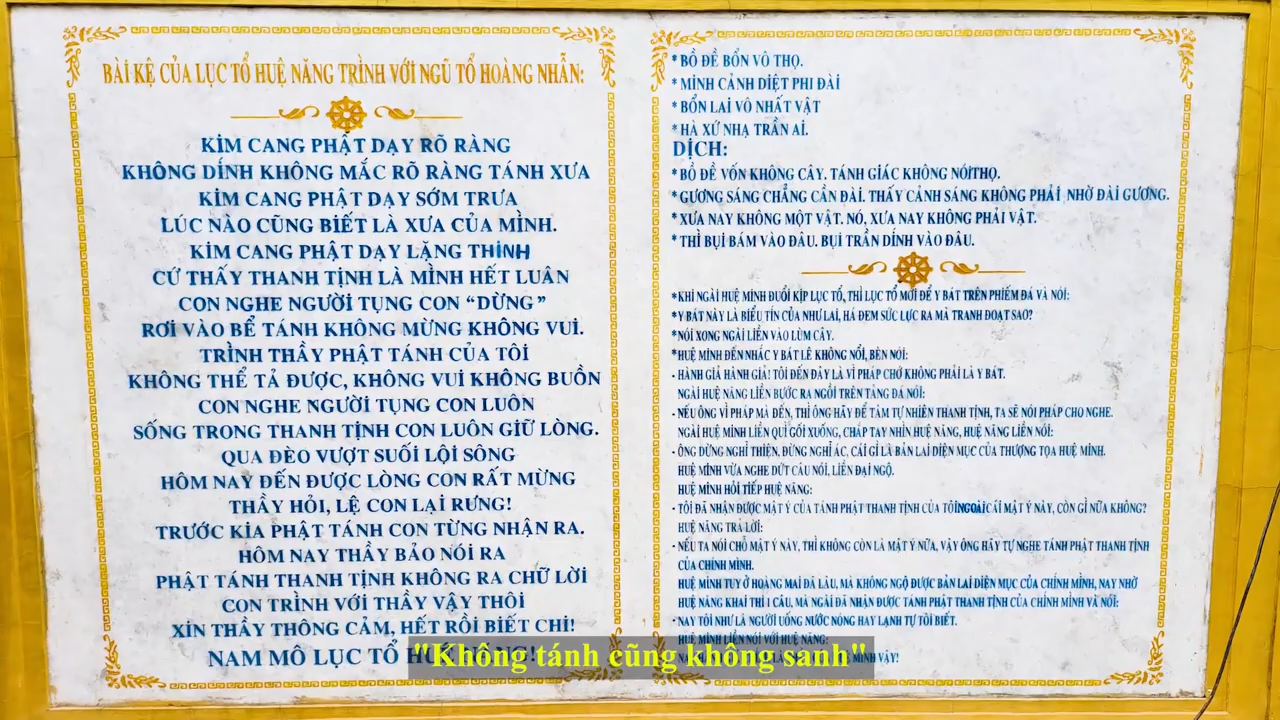 BÀI KỆ CỦA LỤC TỔ HUỆ NĂNG TRÌNH VỚI NGŨ TỔ HOÀNG NHẪN:
KIM CANG PHẬT DẠY RÕ RÀNG
KHÔNG DÍNH KHÔNG MẮC RÕ RÀNG TÁNH XƯA
KIM CANG PHẬT DẠY SỚM TRƯA
LÚC NÀO CŨNG BIẾT LÀ XƯA CỦA MÌNH.
KIM CANG PHẬT DẠY LẶNG THINH
CỨ THẤY THANH TỊNH LÀ MÌNH HẾT LUÂN
CON NGHE NGƯỜI TỤNG CON "DỪNG"
RƠI VÀO BỂ TÁNH KHÔNG MỪNG KHÔNG VUI.
TRÌNH THẦY PHẬT TÁNH CỦA TÔI
KHÔNG THỂ TẢ ĐƯỢC, KHÔNG VUI KHÔNG BUỒN
CON NGHE NGƯỜI TỤNG CON LUÔN
SỐNG TRONG THANH TỊNH CON LUÔN GIỮ LÒNG.
QUA ĐÈO VƯỢT SUỐI LỘI SÔNG
HÔM NAY ĐẾN ĐƯỢC LÒNG CON RẤT MỪNG
THẦY HỎI, LỆ CON LẠI RƯNG!
TRƯỚC KIA PHẬT TÁNH CON TỪNG NHẬN RA.
HÔM NAY THẦY BẢO NÓI RA
PHẬT TÁNH THANH TỊNH KHÔNG RA CHỮ LỜI
CON TRÌNH VỚI THẦY VẬY THÔI
XIN THẦY THÔNG CẢM, HẾT RỒI BIẾT CHI!
NAM MÔ LỤC TỔ
*BỒ ĐỀ BỔN VÔ THỌ.
*MINH CẢNH DIỆT PHI ĐÀI
*BỔN LAI VÔ NHẤT VẬT
*HÀ XỨ NHẠ TRẦN AI.
DỊCH:
*BỒ ĐỀ VỐN KHÔNG CÂY. TÁNH GIÁC KHÔNG NÓI THỌ.
*GƯƠNG SÁNG CHẲNG CẦN ĐÀI. THẤY CẢNH SÁNG KHÔNG PHẢI NHỜ ĐÀI GƯƠNG.
*XƯA NAY KHÔNG MỘT VẬT. NÓ, XƯA NAY KHÔNG PHẢI VẬT.
*THÌ BỤI BÁM VÀO ĐÂU. BỤI TRẦN DÍNH VÀO ĐÂU.
*KHI NGÀI HUỆ MINH ĐUỔI KỊP LỤC TỔ, THÌ LỤC TỔ MỚI ĐỂ Y BÁT TRÊN PHIẾM ĐÁ VÀ NÓI:
*Y BÁT NÀY LÀ BIỂU TÍN CỦA NHƯ LAI, HÁ ĐEM SỨC LỰC RA MÀ TRANH ĐOẠT SAO?
*NÓI XONG NGÀI LIỀN VÀO LÙM CÂY.
*HUỆ MINH ĐẾN NHẮC Y BÁT LÊ KHÔNG NỔI, BÈN NÓI:
- HÀNH GIẢ HÀNH GIẢ! TÔI ĐẾN ĐÂY LÀ VÌ PHÁP CHỚ KHÔNG PHẢI LÀ Y BÁT.
NGÀI HUỆ NĂNG LIỀN BƯỚC RA NGỒI TRÊN TẢNG ĐÁ NÓI:
- NẾU ÔNG VÌ PHÁP MÀ ĐẾN, THÌ ÔNG HÃY ĐỂ TÂM TỰ NHIÊN THANH TỊNH, TA SẼ NÓI PHÁP CHO NGHE.
NGÀI HUỆ MINH LIỀN QUÌ GỐI XUỐNG, CHẤP TAY NHÌN HUỆ NĂNG, HUỆ NĂNG LIỀN NÓI:
- ÔNG DỪNG NGHĨ THIỆN, ĐỪNG NGHĨ ÁC, CÁI GÌ LÀ BẢN LAI DIỆN MỤC CỦA THƯỢNG TỌA HUỆ MINH.
HUỆ MINH VỪA NGHE DỨT CÂU NÓI, LIỀN ĐẠI NGỘ.
HUỆ MINH HỎI TIẾP HUỆ NĂNG:
- TÔI ĐÃ NHẬN ĐƯỢC MẬT Ý CỦA TÁNH PHẬT THANH TỊNH CỦA TÔI NGOÀI CÁI MẬT Ý NÀY, CÒN GÌ NỮA KHÔNG?
HUỆ NĂNG TRẢ LỜI:
- NẾU TA NÓI CHỖ MẬT Ý NÀY, THÌ KHÔNG CÒN LÀ MẬT Ý NỮA, VẬY ÔNG HÃY TỰ NGHE TÁNH PHẬT THANH TỊNH
CỦA CHÍNH MÌNH.
HUỆ MINH TUY Ở HOÀNG MAI ĐÃ LÂU, MÀ KHÔNG NGỘ ĐƯỢC BẢN LAI DIỆN MỤC CỦA CHÍNH MÌNH, NAY NHỜ
HUỆ NĂNG KHAI THỊ 1 CÂU, MÀ NGÀI ĐÃ NHẬN ĐƯỢC TÁNH PHẬT THANH TỊNH CỦA CHÍNH MÌNH VÀ NÓI:
- NAY TÔI NHƯ LÀ NGƯỜI UỐNG NƯỚC NÓNG HAY LẠNH TỰ TÔI BIẾT.
HUỆ MINH LIỀN NÓI VỚI HUỆ NĂNG:
MINH VẬY!
"Không tánh cũng không sanh"